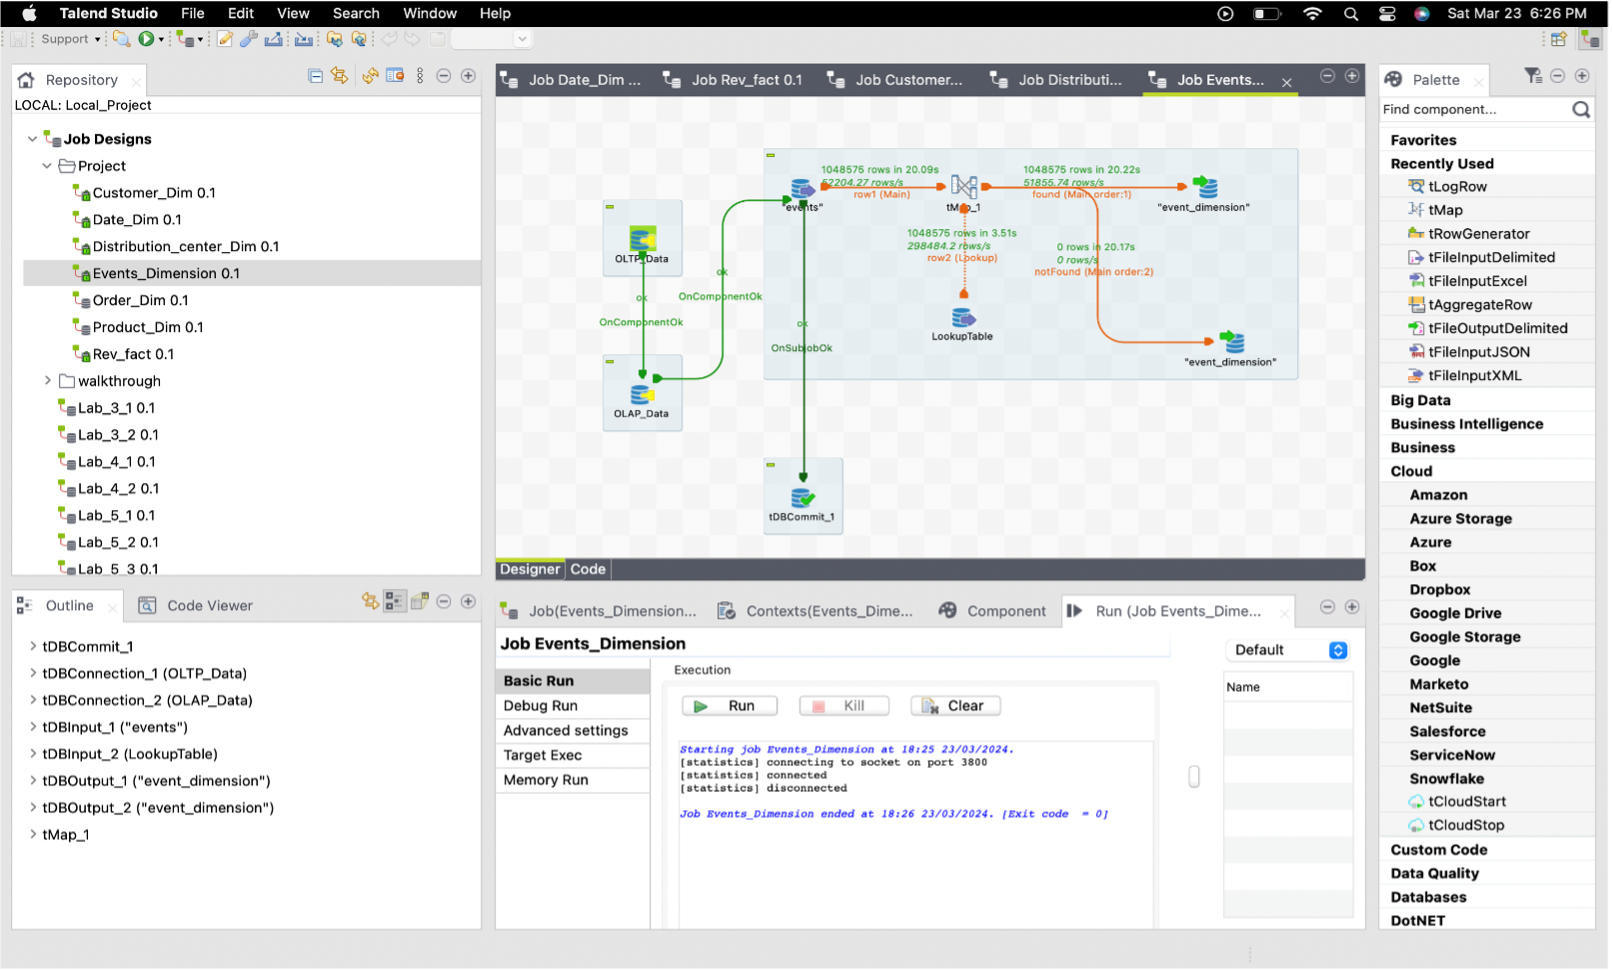 Talend Studio File Edit View Search Window Help
Sat Mar 23 6:26 PM
Support
Repository
LOCAL: Local_Project
Job Designs
Project
Customer_Dim 0.1
Date_Dim 0.1
Distribution_center_Dim 0.1
Events_Dimension 0.1
Order_Dim 0.1
Product_Dim 0.1
Rev_fact 0.1
walkthrough
Lab_3_1 0.1
Lab_3_2 0.1
Lab_4_1 0.1
Lab_4_2 0.1
Lab_5_1 0.1
Lab_5_2 0.1
Lab_5_3 0.1
Outline
Code Viewer
tDBCommit_1
tDBConnection_1 (OLTP_Data)
tDBConnection_2 (OLAP_Data)
tDBInput_1 ("events")
tDBInput_2 (LookupTable)
tDBOutput_1 ("event_dimension")
tDBOutput_2 ("event_dimension")
tMap_1
Job Date_Dim ...
Job Rev_fact 0.1
Job Customer...
Job Distributi...
Job Events...
1048575 rows in 20.09s
52204.27 rows/s
row1 (Main)
1048575 rows in 20.22s
51855.74 rows/s
found (Main order:1)
"events"
tMap_1
"event_dimension"
1048575 rows in 3.51s
298484.2 rows/s
row2 (Lookup)
0 rows in 20.17s
0 rows/s
notFound (Main order:2)
OLTP_Data
ok
OnComponentOk
ok
OnComponentOk
ok
OnSubjobOk
LookupTable
"event_dimension"
OLAP_Data
tDBCommit_1
Designer
Code
Job(Events_Dimension...
Contexts(Events_Dime...
Component
Run (Job Events_Dime...
Job Events_Dimension
Basic Run
Debug Run
Advanced settings
Target Exec
Memory Run
Execution
Run
Kill
Clear
Starting job Events_Dimension at 18:25 23/03/2024.
[statistics] connecting to socket on port 3800
[statistics] connected
[statistics] disconnected
Job Events_Dimension ended at 18:26 23/03/2024. [Exit code  = 0]
Default
Name
Palette
Find component...
Favorites
Recently Used
tLogRow
tMap
tRowGenerator
tFileInputDelimited
tFileInputExcel
tAggregateRow
tFileOutputDelimited
tFileInputJSON
tFileInputXML
Big Data
Business Intelligence
Business
Cloud
Amazon
Azure Storage
Azure
Box
Dropbox
Google Drive
Google Storage
Google
Marketo
NetSuite
Salesforce
ServiceNow
Snowflake
tCloudStart
tCloudStop
Custom Code
Data Quality
Databases
DotNET